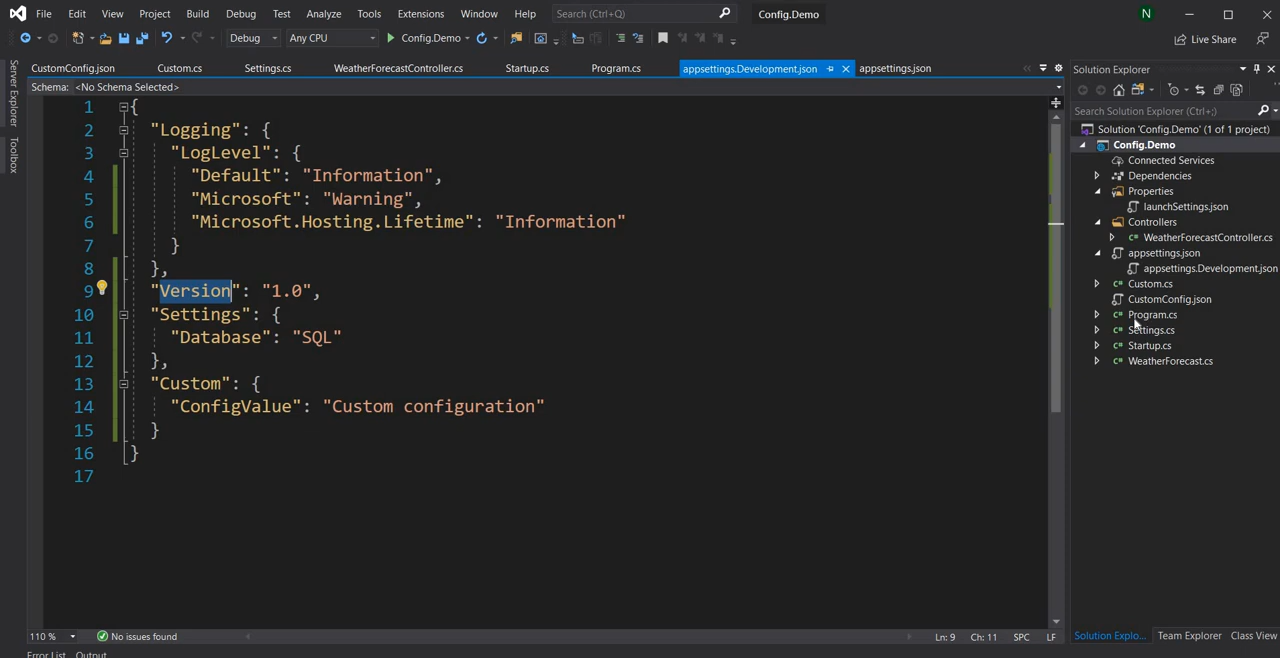 File Edit View Project Build Debug Test Analyze Tools Extensions Window Help Search (Ctrl+Q) Config.Demo N
Debug Any CPU Config.Demo Live Share
CustomConfig.json Custom.cs Settings.cs WeatherForecastController.cs Startup.cs Program.cs appsettings.Development.json appsettings.json
Schema: <No Schema Selected>
Server Explorer
Toolbox
1 {
2 "Logging": {
3 "LogLevel": {
4 "Default": "Information",
5 "Microsoft": "Warning",
6 "Microsoft.Hosting.Lifetime": "Information"
7 }
8 },
9 "Version": "1.0",
10 "Settings": {
11 "Database": "SQL"
12 },
13 "Custom": {
14 "ConfigValue": "Custom configuration"
15 }
16 }
17
110 % No issues found Ln: 9 Ch: 11 SPC LF
Error List Output
Solution Explorer
Search Solution Explorer (Ctrl+;)
Solution 'Config.Demo' (1 of 1 project)
Config.Demo
Connected Services
Dependencies
Properties
launchSettings.json
Controllers
C# WeatherForecastController.cs
appsettings.json
appsettings.Development.json
C# Custom.cs
CustomConfig.json
C# Program.cs
C# Settings.cs
C# Startup.cs
C# WeatherForecast.cs
Solution Explo... Team Explorer Class View